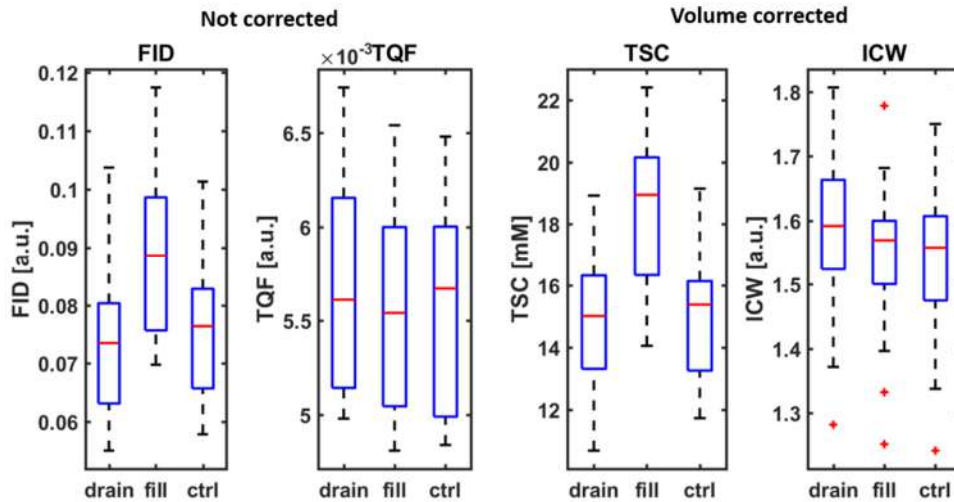 Not corrected
Volume corrected
FID
×10⁻³TQF
TSC
ICW
0.12
0.11
0.1
0.09
0.08
0.07
0.06
FID [a.u.]
drain fill ctrl
6.5
6
5.5
5
TQF [a.u.]
drain fill ctrl
22
20
18
16
14
12
TSC [mM]
drain fill ctrl
1.8
1.7
1.6
1.5
1.4
1.3
ICW [a.u.]
drain fill ctrl